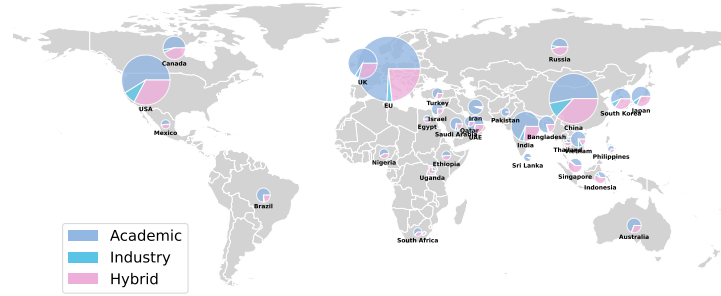 Canada
Russia
UK
USA
EU
Turkey
Israel
Iran
Pakistan
China
South Korea
Japan
Mexico
Egypt
Saudi Arabia
Qatar
UAE
India
Bangladesh
Thailand
Vietnam
Philippines
Nigeria
Ethiopia
Sri Lanka
Uganda
Singapore
Indonesia
Brazil
South Africa
Australia
Academic
Industry
Hybrid